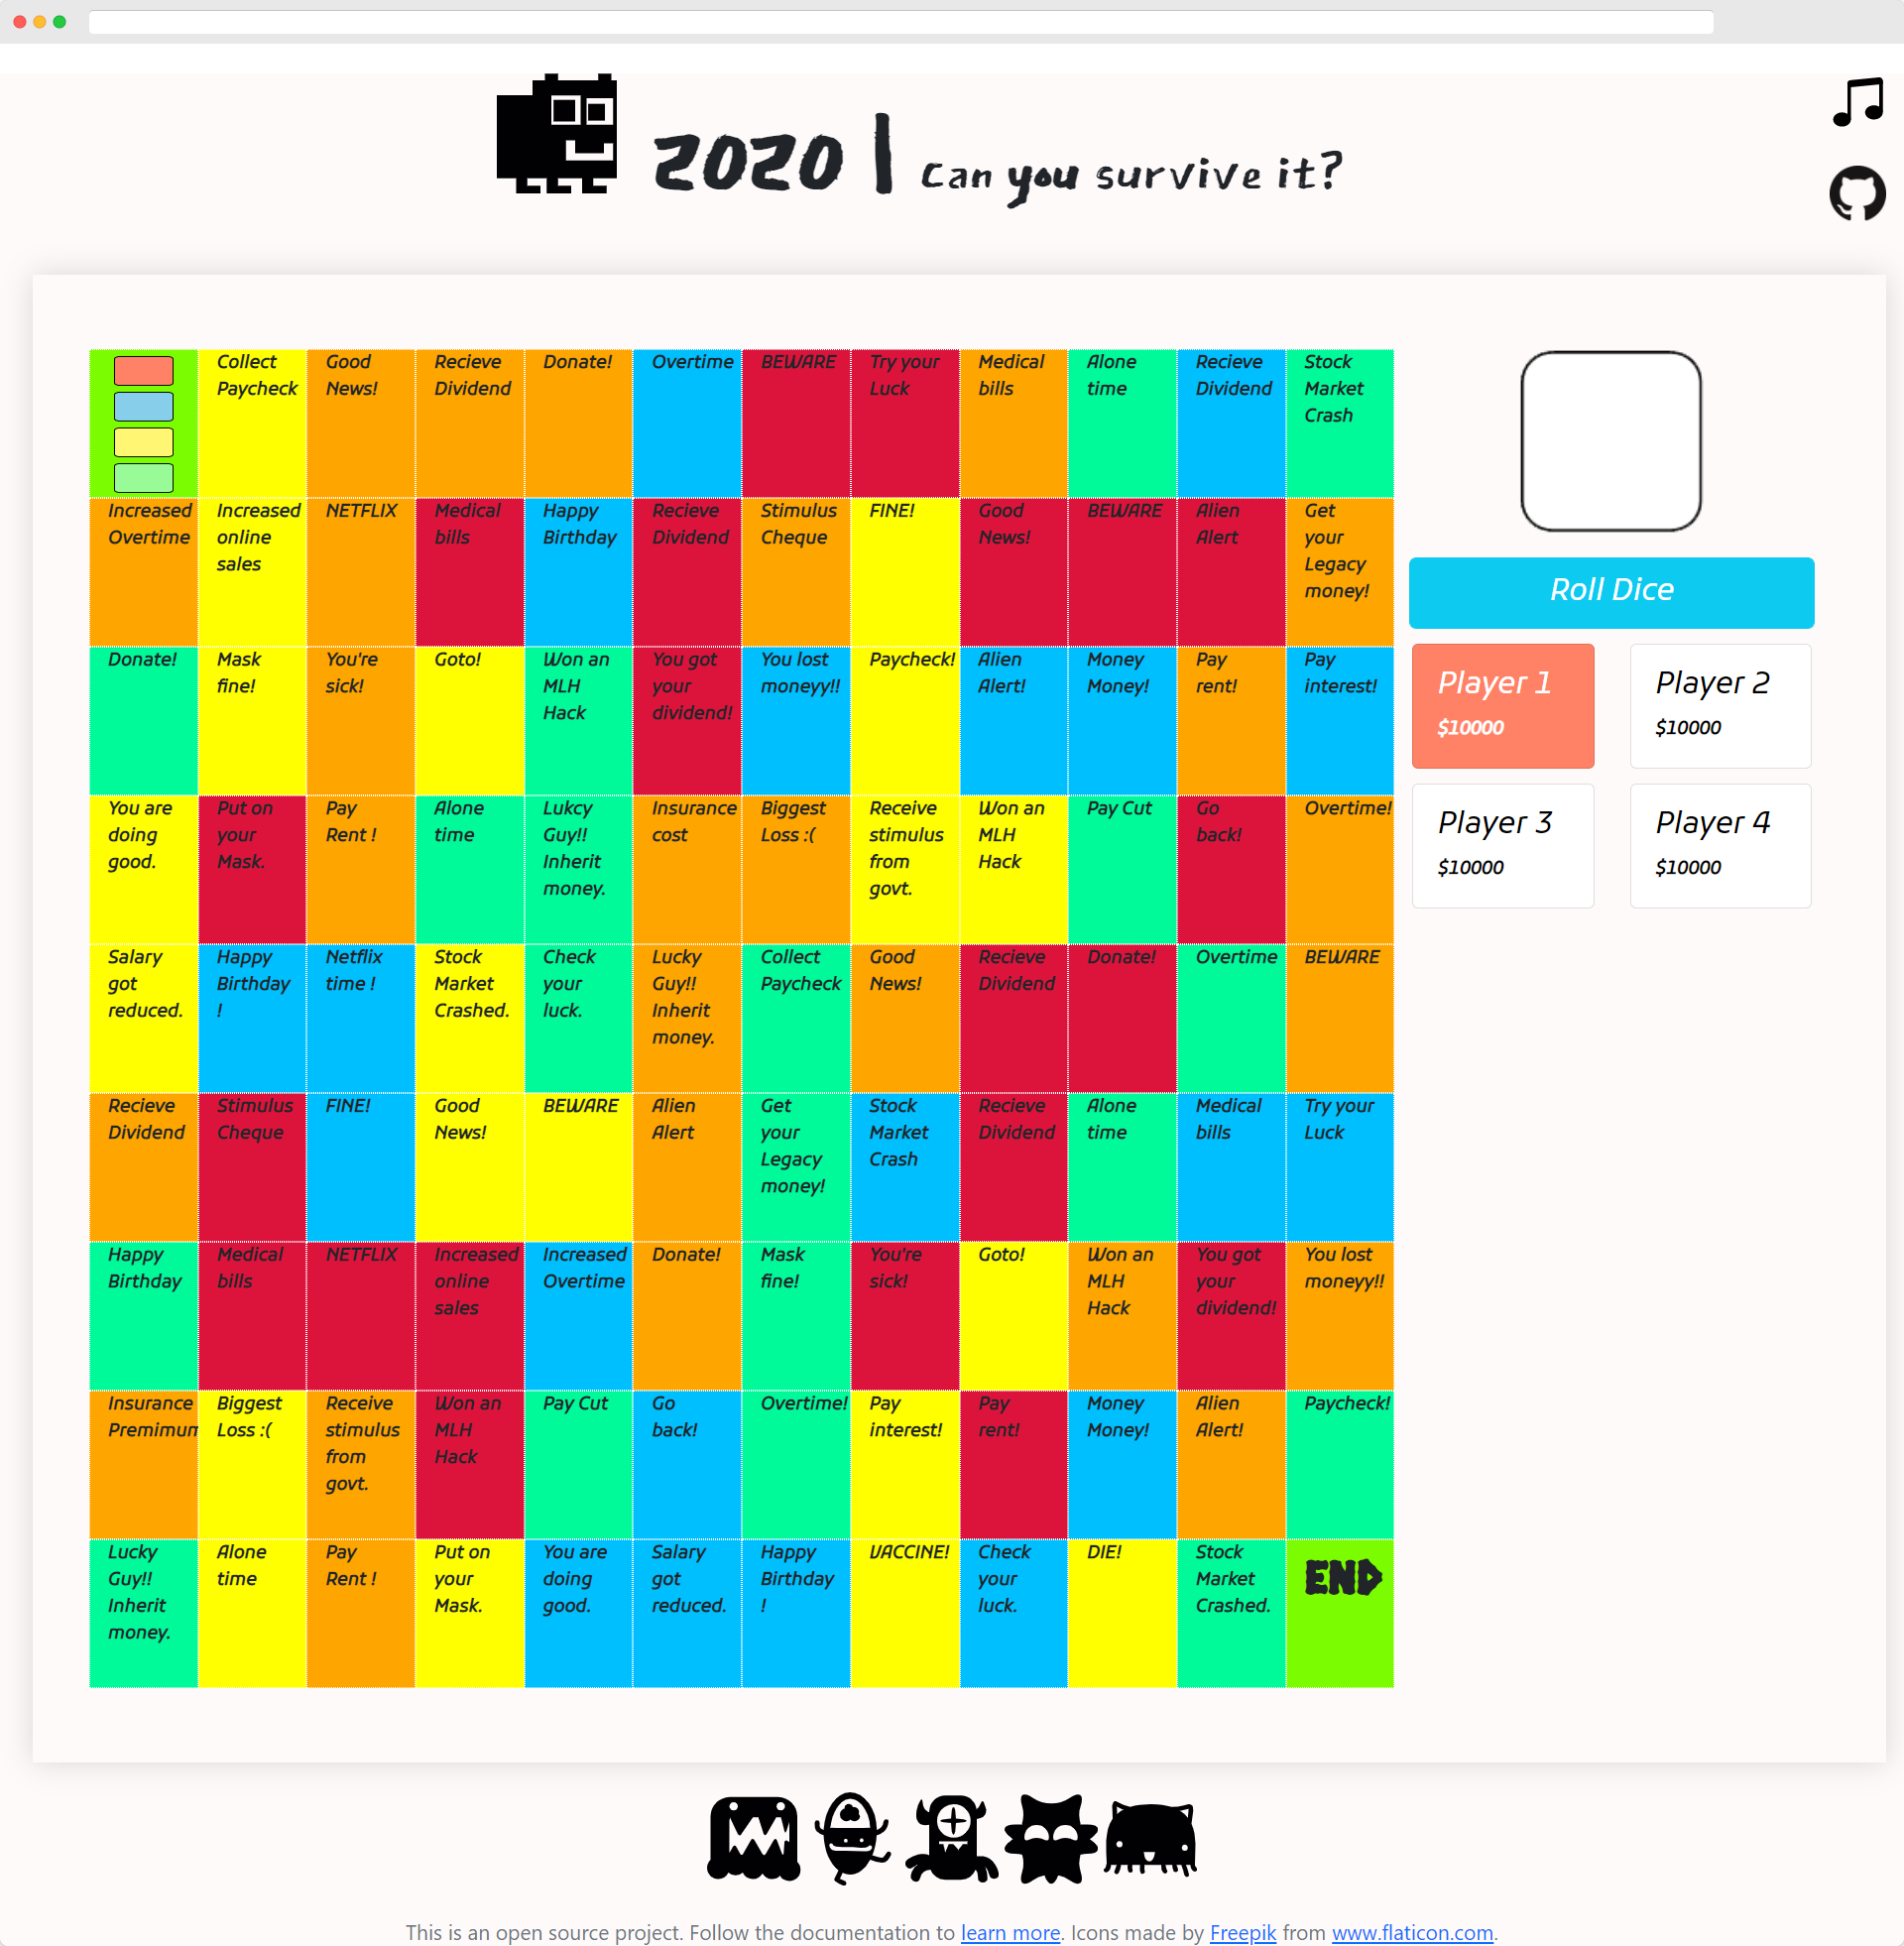 2020 | Can you survive it?
Collect
Paycheck
Good
News!
Recieve
Dividend
Donate!
Overtime
BEWARE
Try your
Luck
Medical
bills
Alone
time
Recieve
Dividend
Stock
Market
Crash
Roll Dice
Player 1
$10000
Player 2
$10000
Player 3
$10000
Player 4
$10000
Increased
Overtime
Increased
online
sales
NETFLIX
Medical
bills
Happy
Birthday
Recieve
Dividend
Stimulus
Cheque
FINE!
Good
News!
BEWARE
Alien
Alert
Get
your
Legacy
money!
Donate!
Mask
fine!
You're
sick!
Goto!
Won an
MLH
Hack
You got
your
dividend!
You lost
moneyy!!
Paycheck!
Alien
Alert!
Money
Money!
Pay
rent!
Pay
interest!
You are
doing
good.
Put on
your
Mask.
Pay
Rent !
Alone
time
Lukcy
Guy!!
Inherit
money.
Insurance
cost
Biggest
Loss :(
Receive
stimulus
from
govt.
Won an
MLH
Hack
Pay Cut
Go
back!
Overtime!
Salary
got
reduced.
Happy
Birthday
!
Netflix
time !
Stock
Market
Crashed.
Check
your
luck.
Lucky
Guy!!
Inherit
money.
Collect
Paycheck
Good
News!
Recieve
Dividend
Donate!
Overtime
BEWARE
Recieve
Dividend
Stimulus
Cheque
FINE!
Good
News!
BEWARE
Alien
Alert
Get
your
Legacy
money!
Stock
Market
Crash
Recieve
Dividend
Alone
time
Medical
bills
Try your
Luck
Happy
Birthday
Medical
bills
NETFLIX
Increased
online
sales
Increased
Overtime
Donate!
Mask
fine!
You're
sick!
Goto!
Won an
MLH
Hack
You got
your
dividend!
You lost
moneyy!!
Insurance
Premimum
Biggest
Loss :(
Receive
stimulus
from
govt.
Won an
MLH
Hack
Pay Cut
Go
back!
Overtime!
Pay
interest!
Pay
rent!
Money
Money!
Alien
Alert!
Paycheck!
Lucky
Guy!!
Inherit
money.
Alone
time
Pay
Rent !
Put on
your
Mask.
You are
doing
good.
Salary
got
reduced.
Happy
Birthday
!
VACCINE!
Check
your
luck.
DIE!
Stock
Market
Crashed.
END
This is an open source project. Follow the documentation to learn more. Icons made by Freepik from www.flaticon.com.